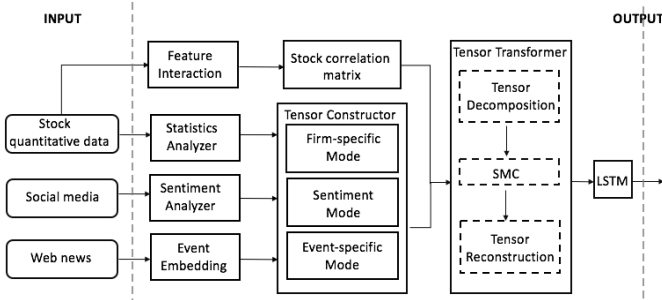 INPUT
OUTPUT
Feature
Interaction
Stock correlation
matrix
Tensor Transformer
Tensor
Decomposition
Stock
quantitative data
Statistics
Analyzer
Tensor Constructor
Firm-specific
Mode
Social media
Sentiment
Analyzer
Sentiment
Mode
SMC
LSTM
Web news
Event
Embedding
Event-specific
Mode
Tensor
Reconstruction